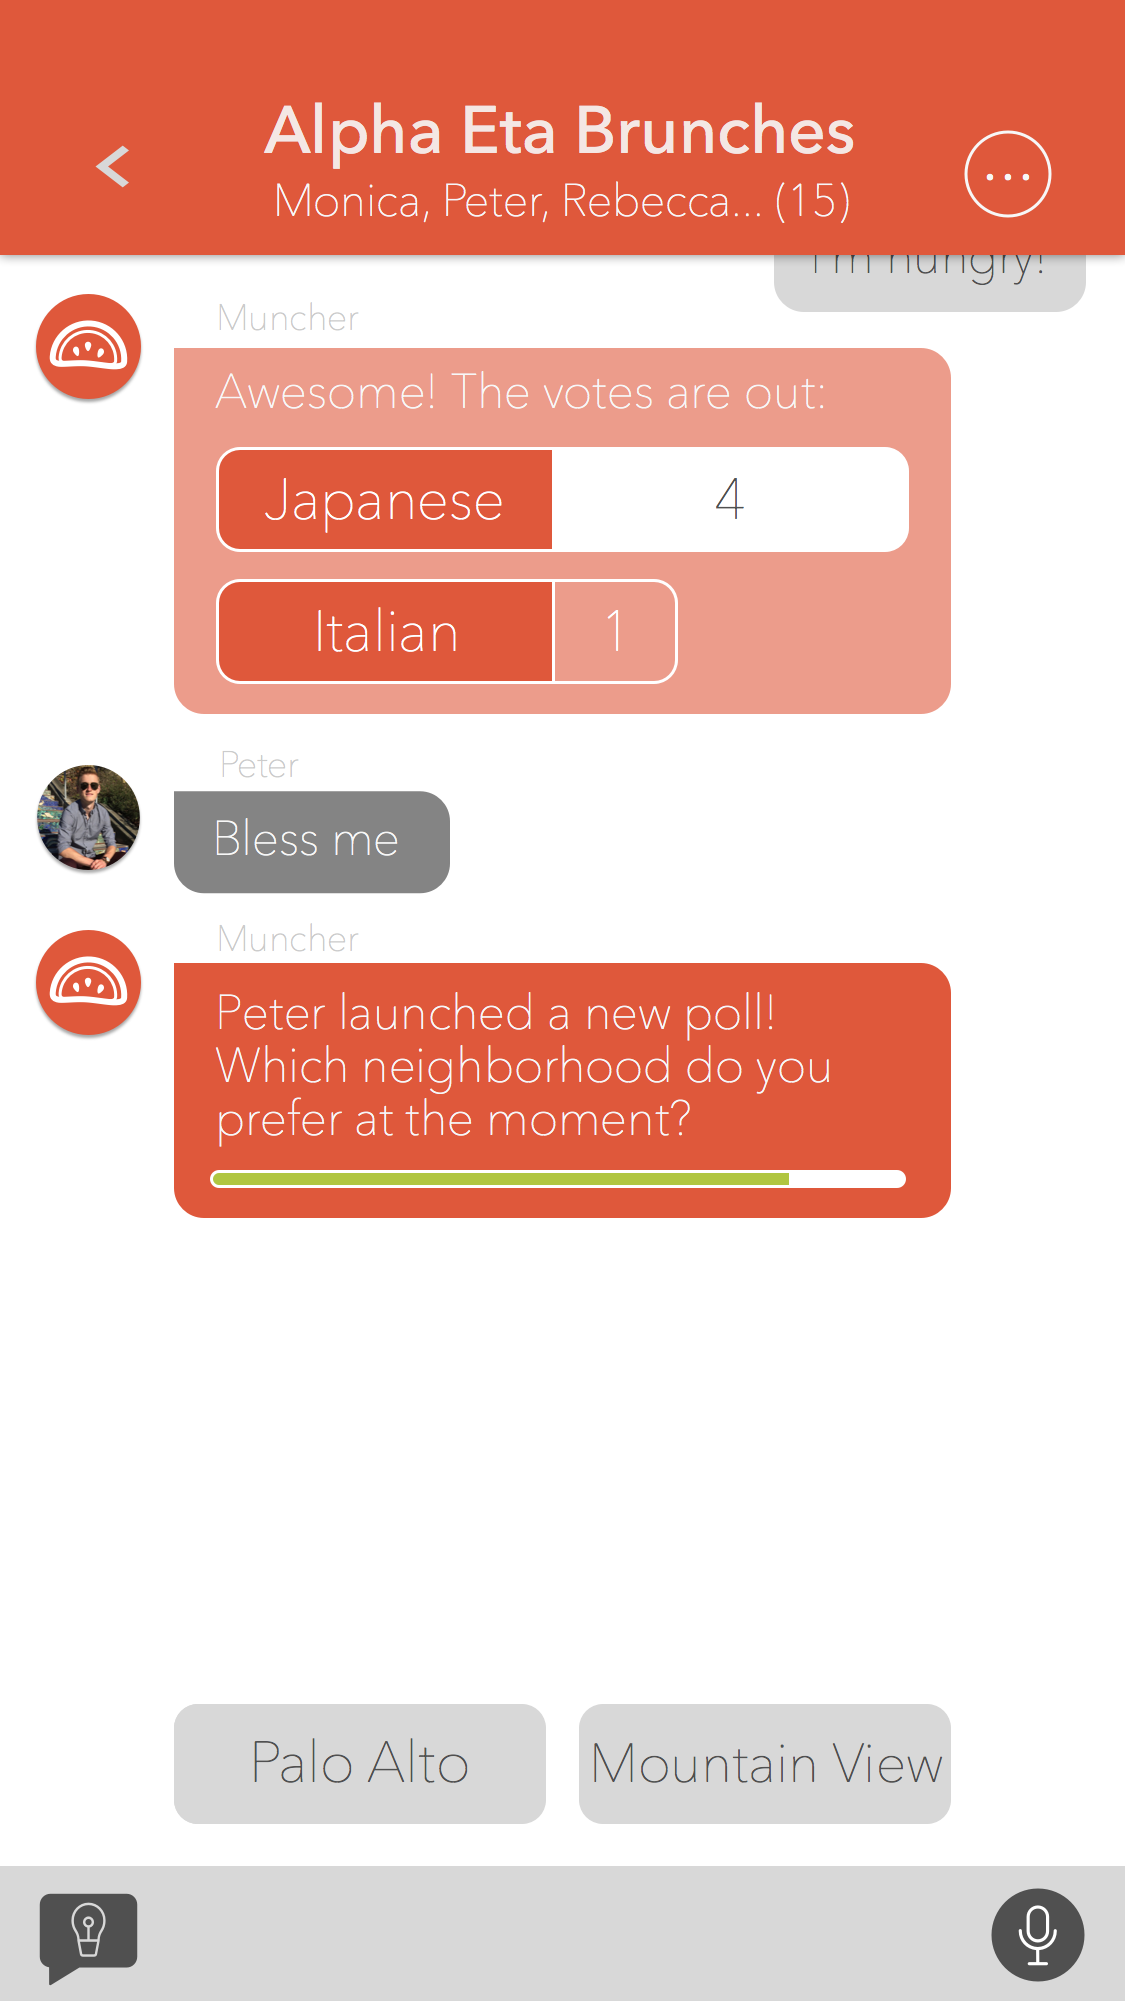 Alpha Eta Brunches
Monica, Peter, Rebecca... (15)
I'm hungry!
Muncher
Awesome! The votes are out:
Japanese 4
Italian 1
Peter
Bless me
Muncher
Peter launched a new poll!
Which neighborhood do you
prefer at the moment?
Palo Alto
Mountain View